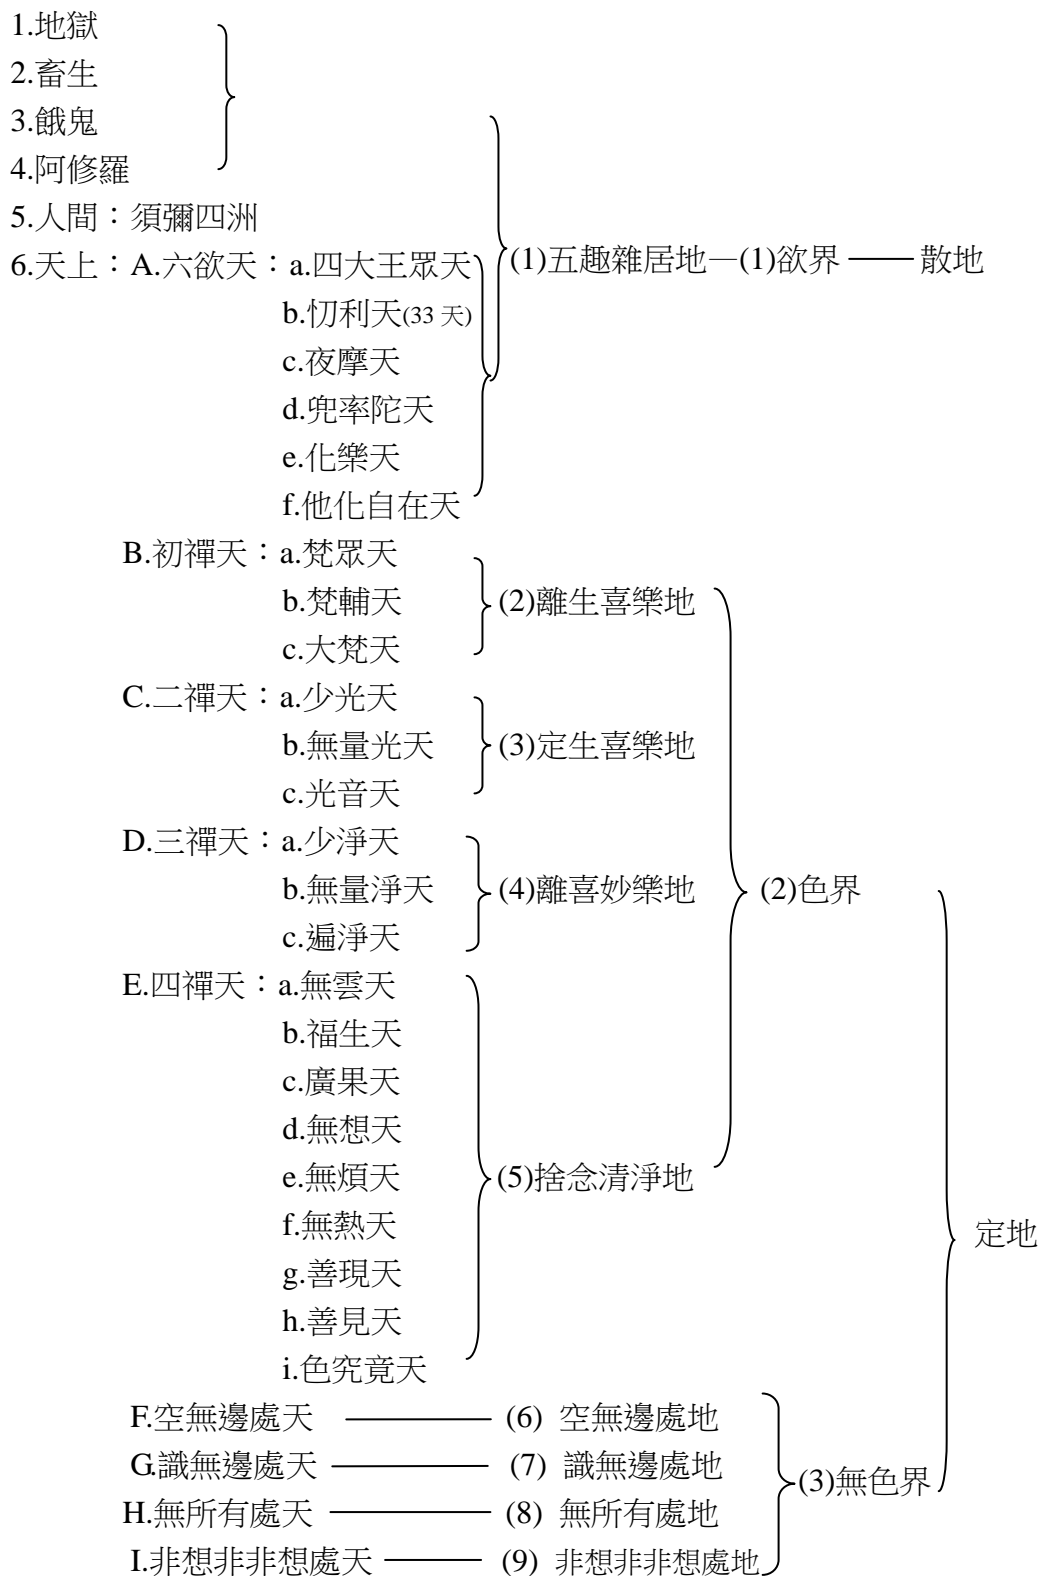 1.地獄
2.畜生
3.餓鬼
4.阿修羅
5.人間：須彌四洲
6.天上：A.六欲天：a.四大王眾天 (1)五趣雜居地—(1)欲界 —— 散地
b.忉利天(33 天)
c.夜摩天
d.兜率陀天
e.化樂天
f.他化自在天
B.初禪天：a.梵眾天
b.梵輔天 (2)離生喜樂地
c.大梵天
C.二禪天：a.少光天
b.無量光天 (3)定生喜樂地
c.光音天
D.三禪天：a.少淨天
b.無量淨天 (4)離喜妙樂地 (2)色界
c.遍淨天
E.四禪天：a.無雲天
b.福生天
c.廣果天
d.無想天
e.無煩天 (5)捨念清淨地
f.無熱天 定地
g.善現天
h.善見天
i.色究竟天
F.空無邊處天 ——— (6) 空無邊處地
G.識無邊處天 ——— (7) 識無邊處地
(3)無色界
H.無所有處天 ——— (8) 無所有處地
I.非想非非想處天 —— (9) 非想非非想處地